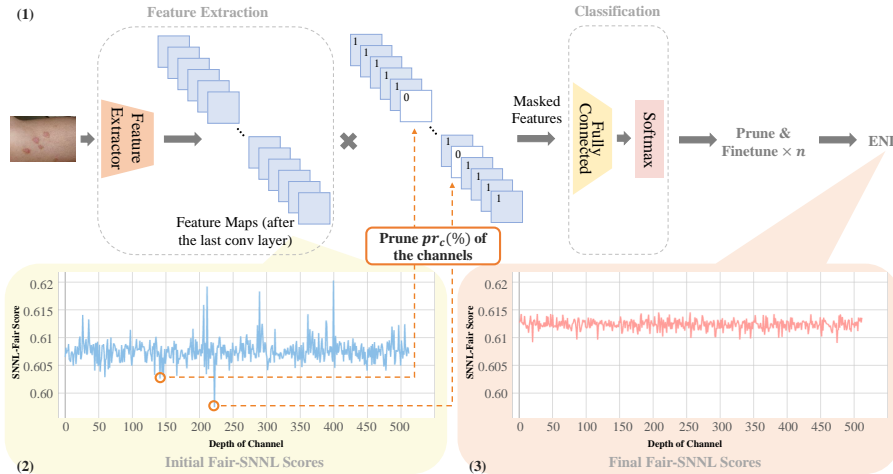 (1)
Feature Extraction
Classification
Feature
Extractor
Feature Maps (after
the last conv layer)
1
1
1
1
1
0
1
0
1
1
1
1
1
Prune pr_c(%) of
the channels
Masked
Features
Fully
Connected
Softmax
Prune &
Finetune × n
END
SNNL-Fair Score
0.62
0.61
0.605
0.60
0 50 100 150 200 250 300 350 400 450 500
Depth of Channel
(2)
Initial Fair-SNNL Scores
SNNL-Fair Score
0.62
0.615
0.61
0.605
0.60
0 50 100 150 200 250 300 350 400 450 500
Depth of Channel
(3)
Final Fair-SNNL Scores